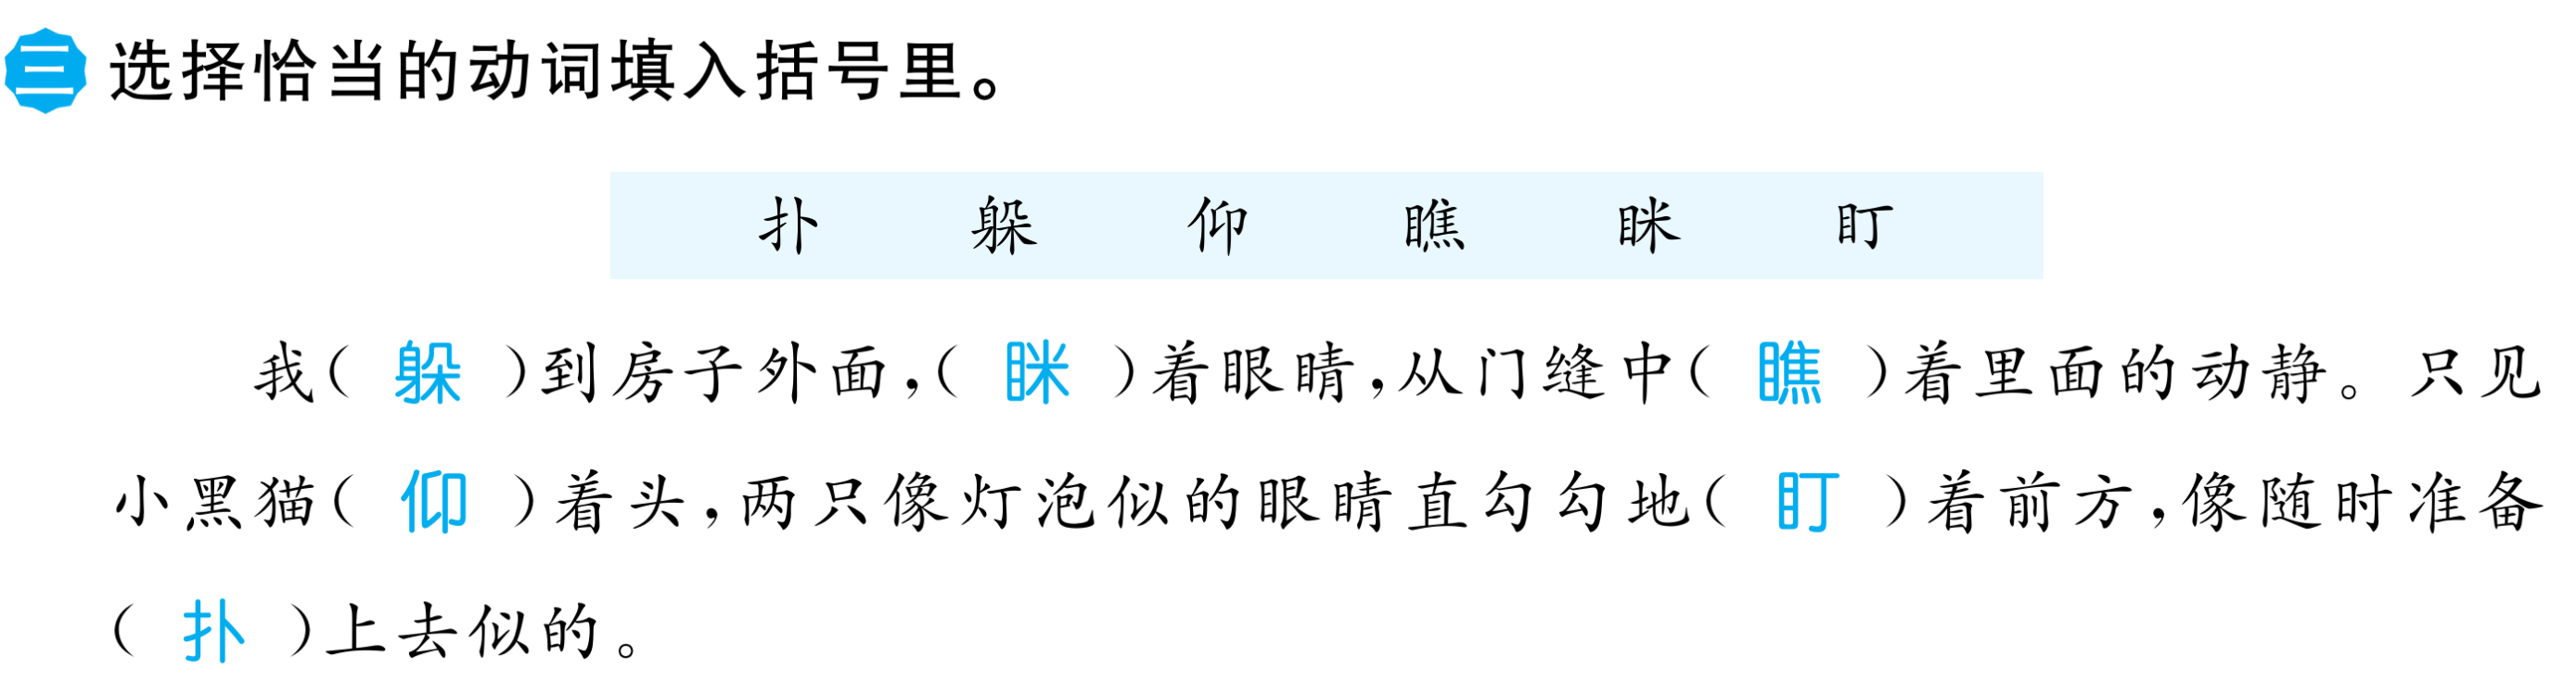 三 选择恰当的动词填入括号里。
扑 躲 仰 瞧 眯 盯
我( 躲 )到房子外面,( 眯 )着眼睛,从门缝中( 瞧 )着里面的动静。只见
小黑猫( 仰 )着头,两只像灯泡似的眼睛直勾勾地( 盯 )着前方,像随时准备
( 扑 )上去似的。